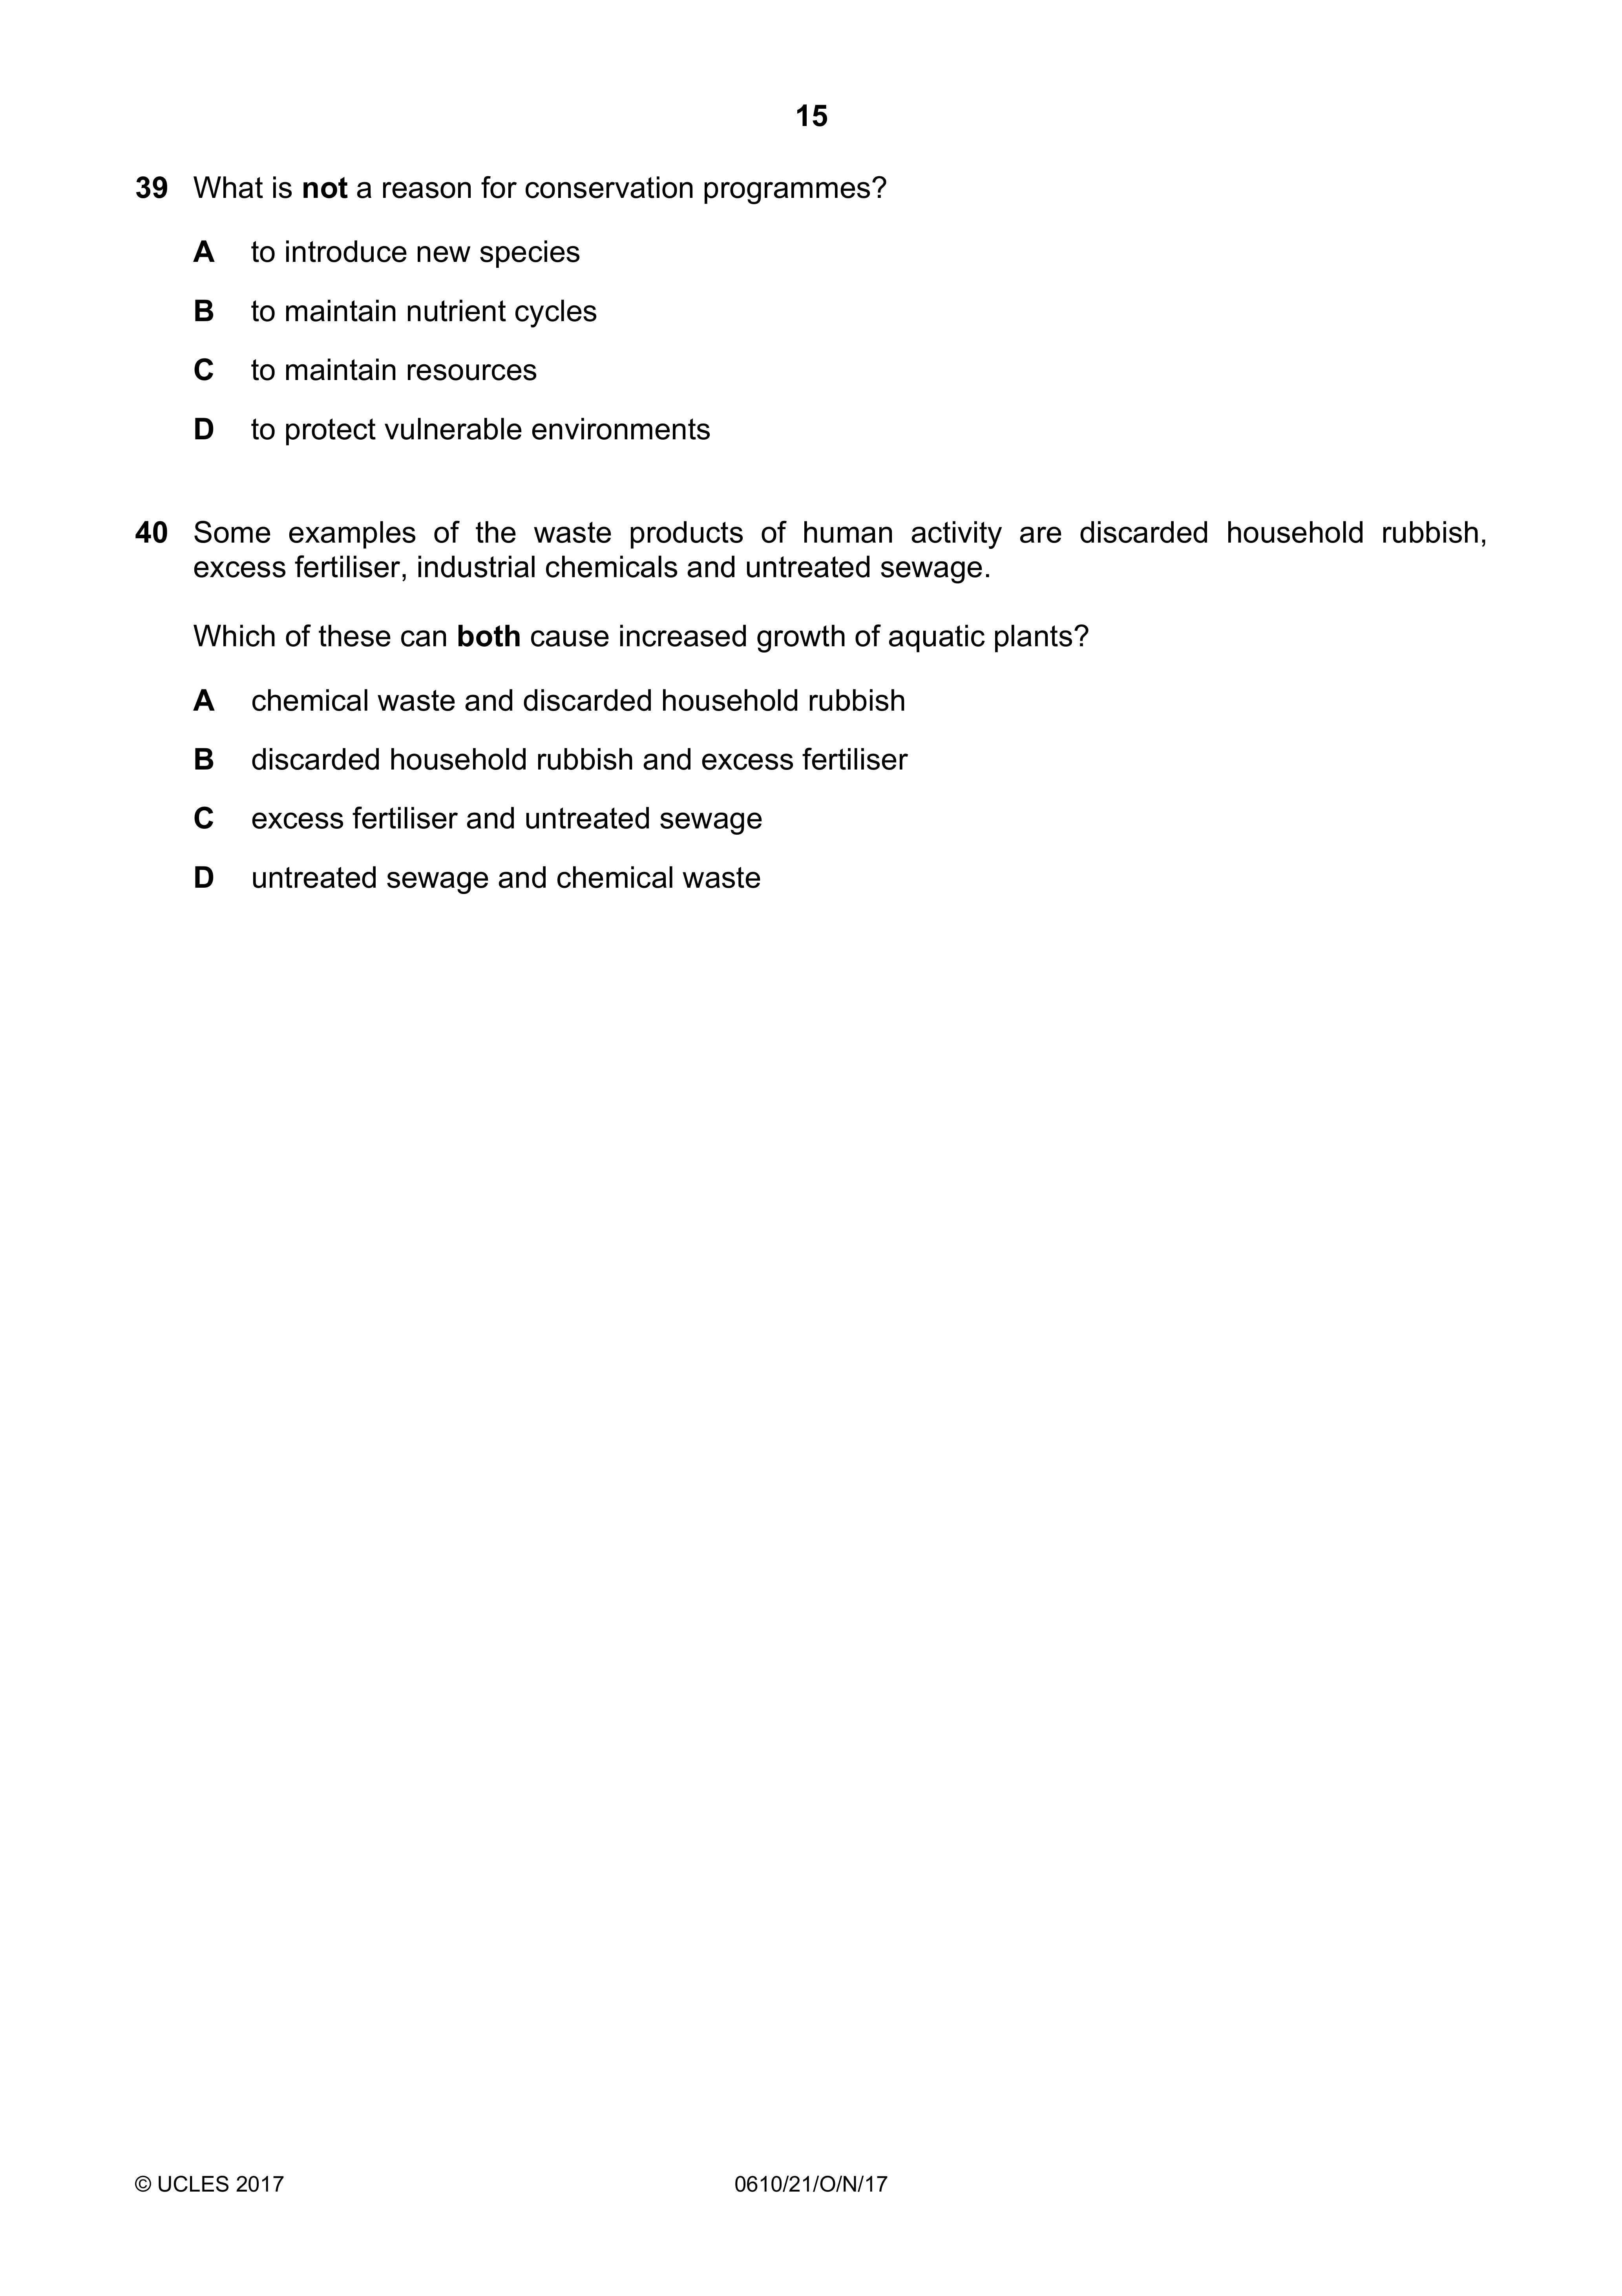 15
39 What is not a reason for conservation programmes?
A to introduce new species
B to maintain nutrient cycles
C to maintain resources
D to protect vulnerable environments
40 Some examples of the waste products of human activity are discarded household rubbish,
excess fertiliser, industrial chemicals and untreated sewage.
Which of these can both cause increased growth of aquatic plants?
A chemical waste and discarded household rubbish
B discarded household rubbish and excess fertiliser
C excess fertiliser and untreated sewage
D untreated sewage and chemical waste
© UCLES 2017 0610/21/O/N/17